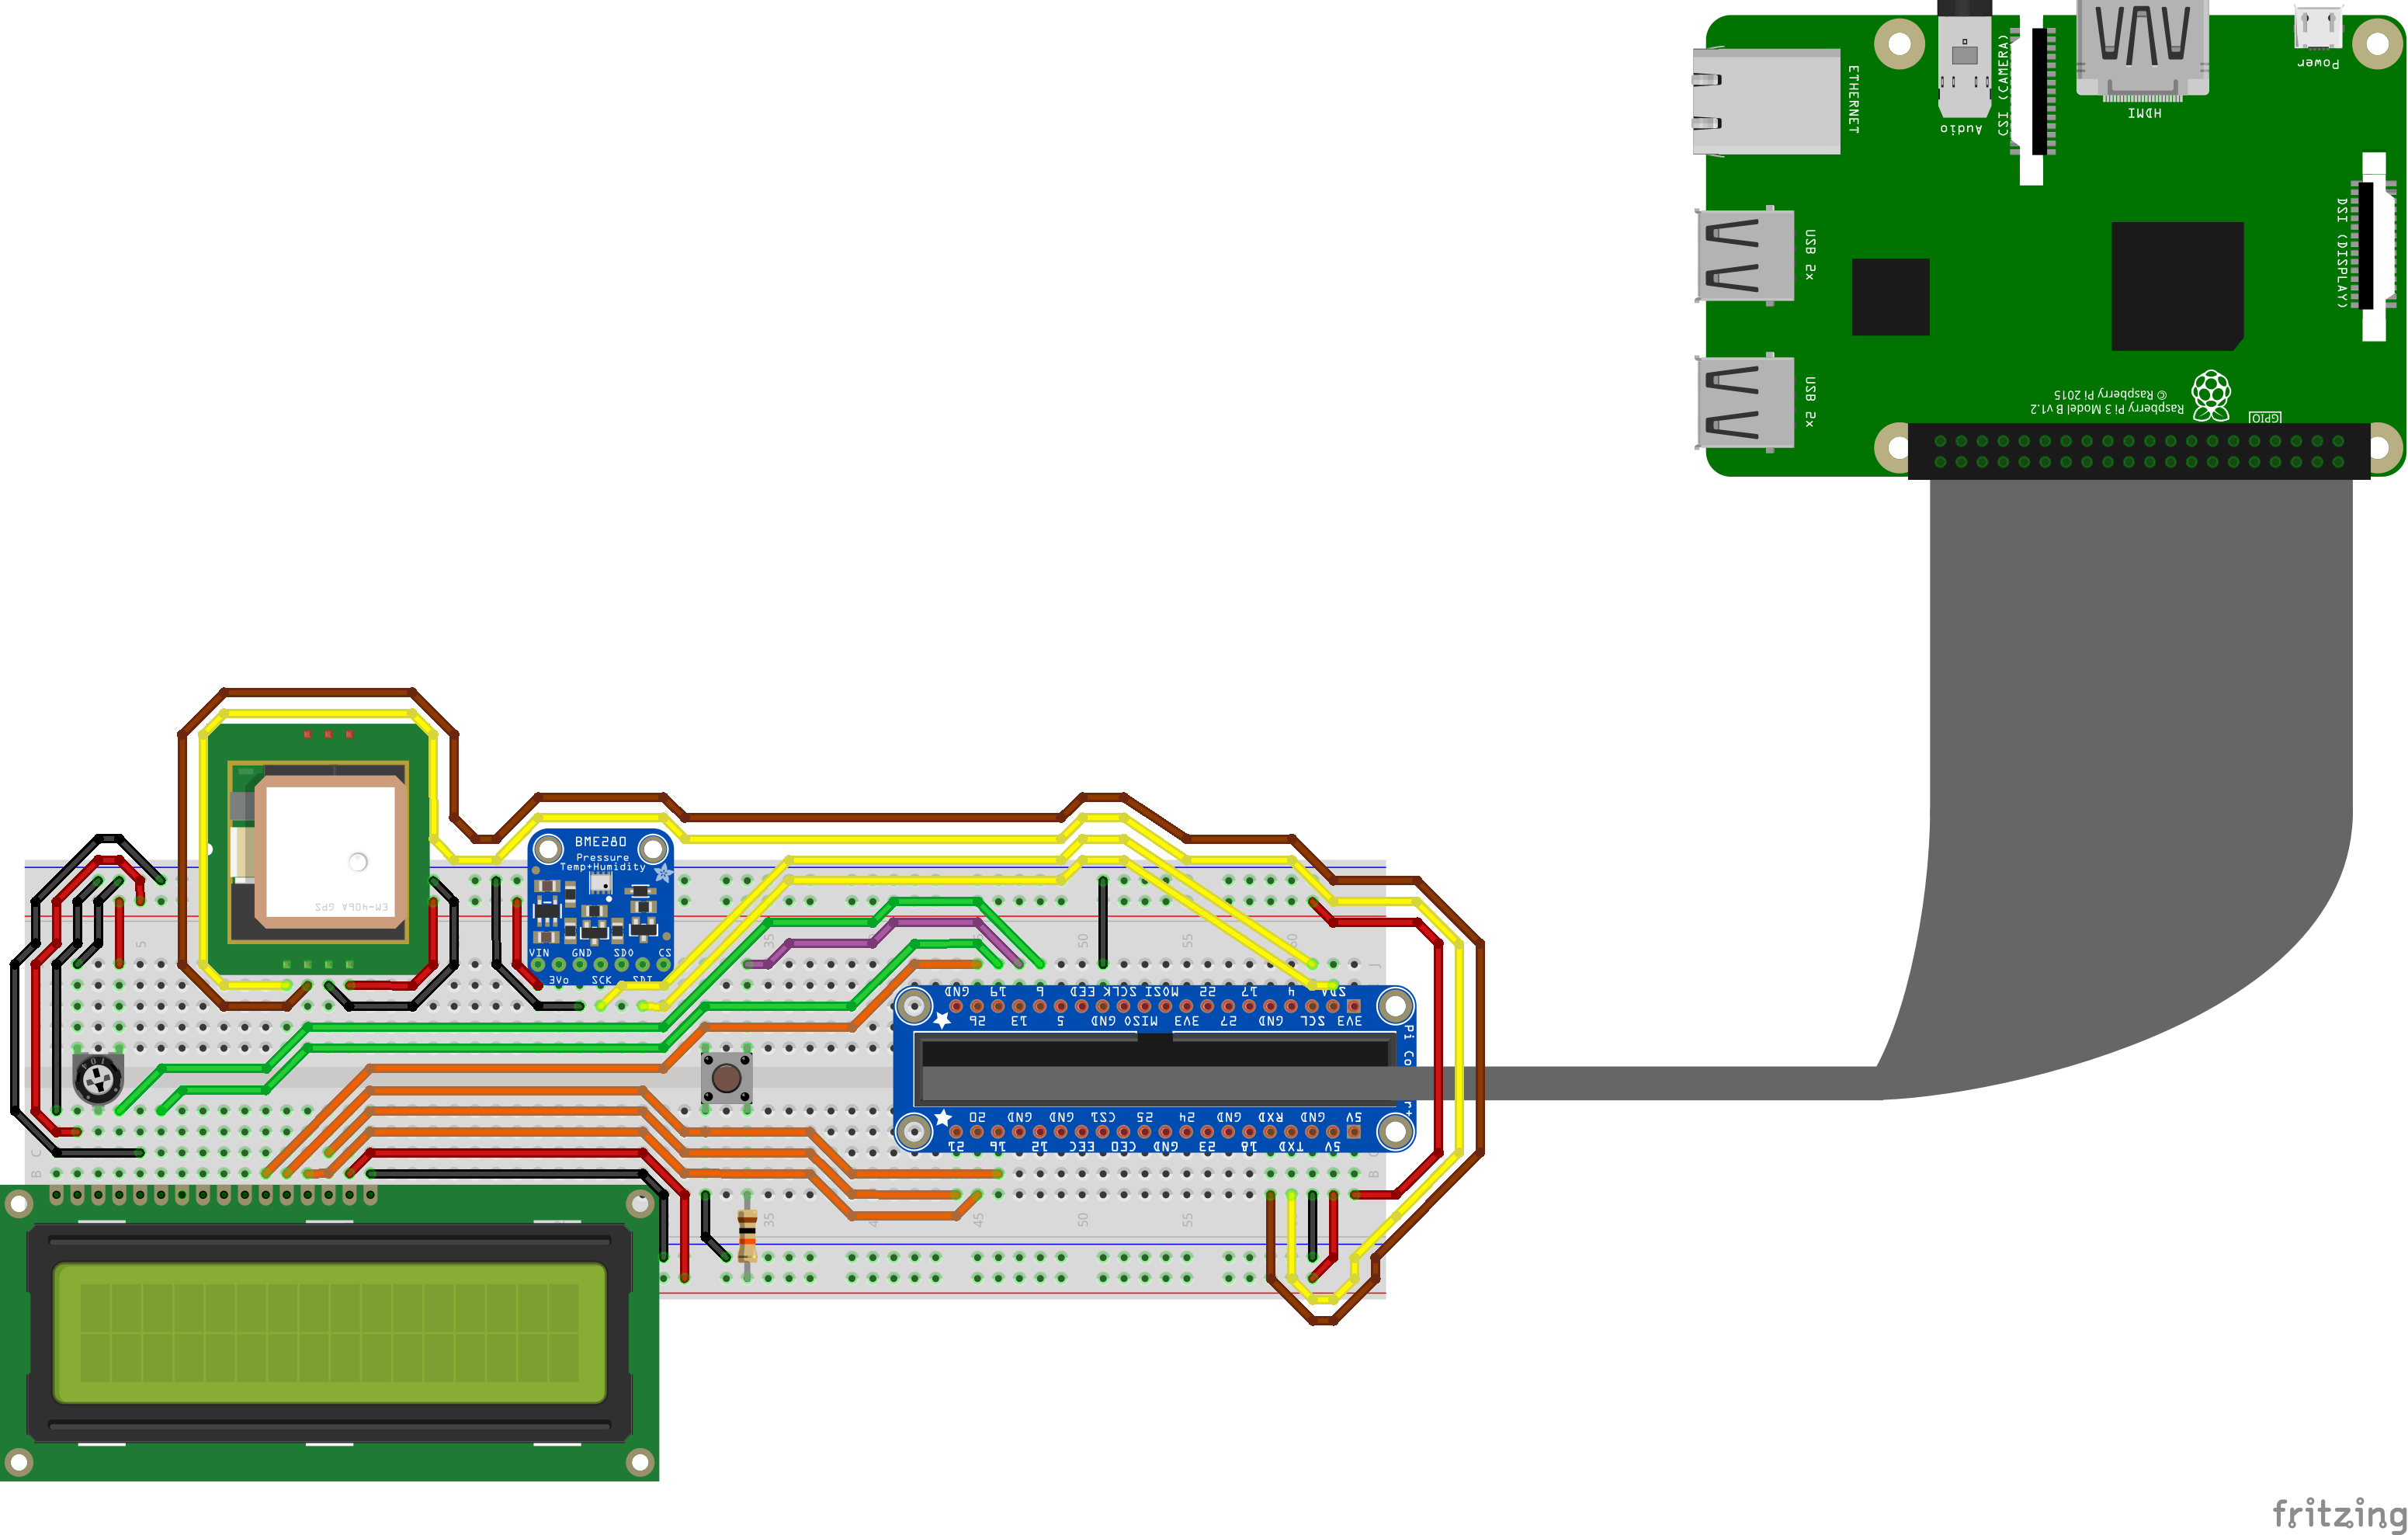 ETHERNET
Audio
CSI (CAMERA)
HDMI
Power
USB 2x
DSI (DISPLAY)
USB 2x
© Raspberry Pi 2015
Raspberry Pi 3 Model B v1.2
GPIO
BME280
Pressure
Temp+Humidity
VIN GND SDO CS
3Vo SCK SDI
EM-406A GPS
5
35
50
55
60
J
GND 19 6 EED SCLK MOSI 22 17 4 SDA
26 13 5 GND MISO 3V3 27 GND SCL 3V3
Pi Co
r+
20 GND GND CS1 25 24 GND RXD GND 5V
21 16 12 EEC CE0 GND 23 18 TXD 5V
C
B
B
35
45
50
55
fritzing